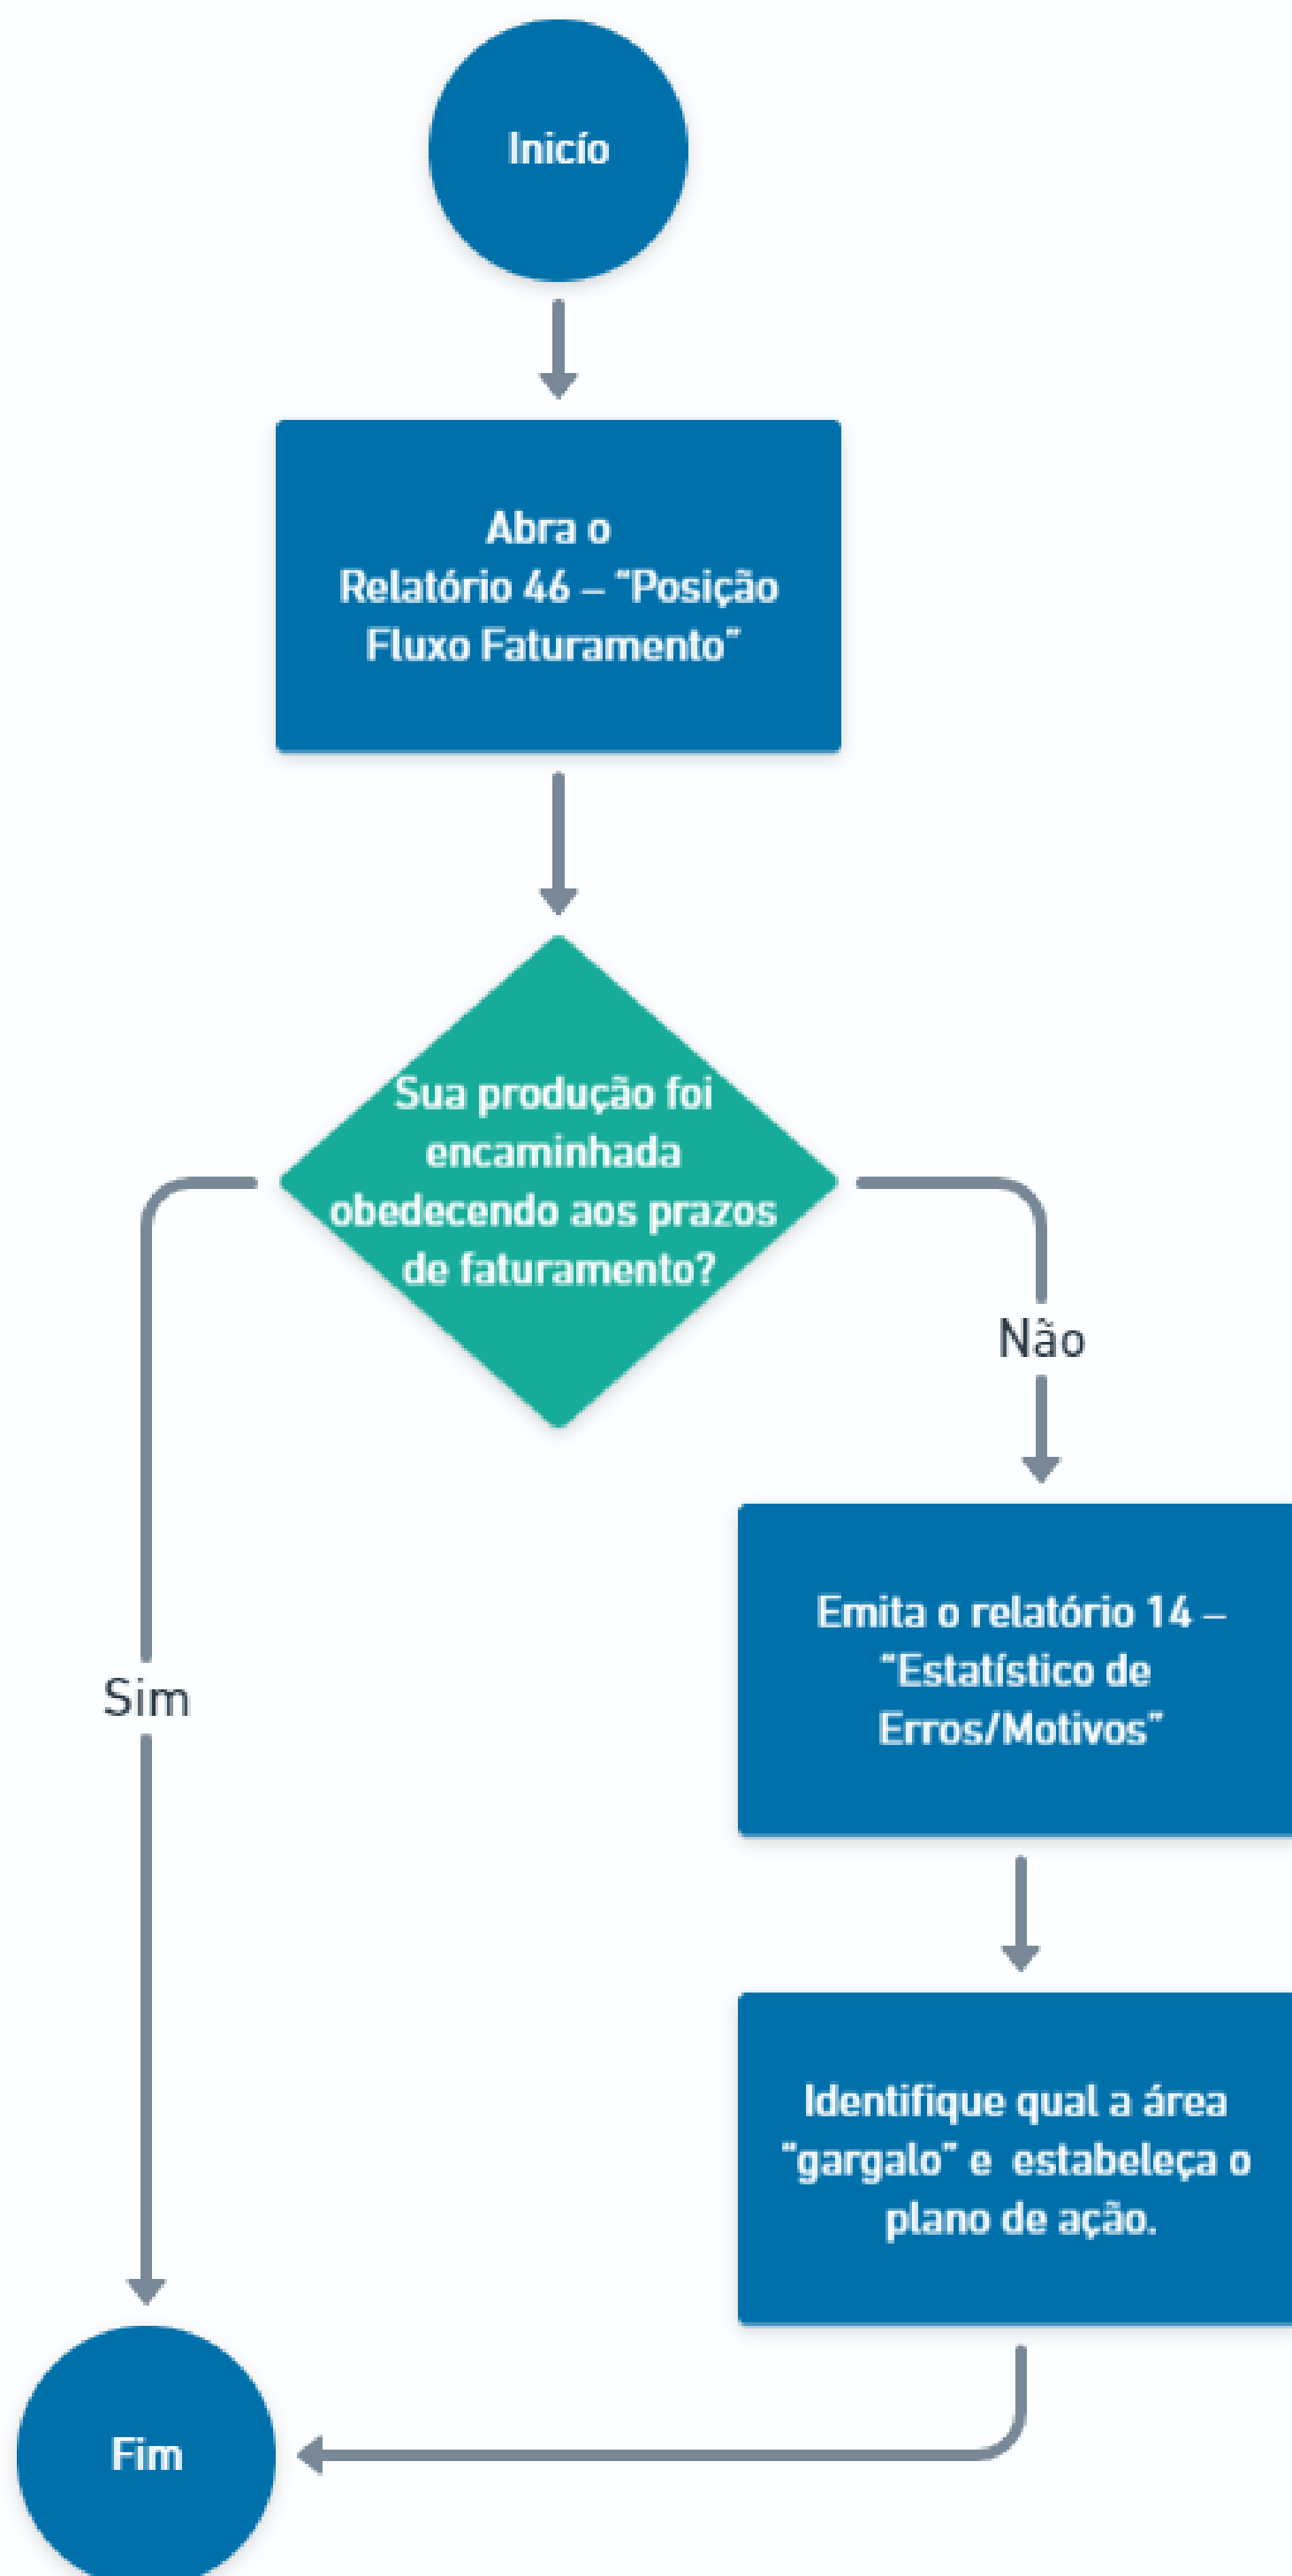 Inicío
Abra o
Relatório 46 – “Posição
Fluxo Faturamento”
Sua produção foi
encaminhada
obedecendo aos prazos
de faturamento?
Não
Emita o relatório 14 –
“Estatístico de
Erros/Motivos”
Sim
Identifique qual a área
“gargalo” e  estabeleça o
plano de ação.
Fim